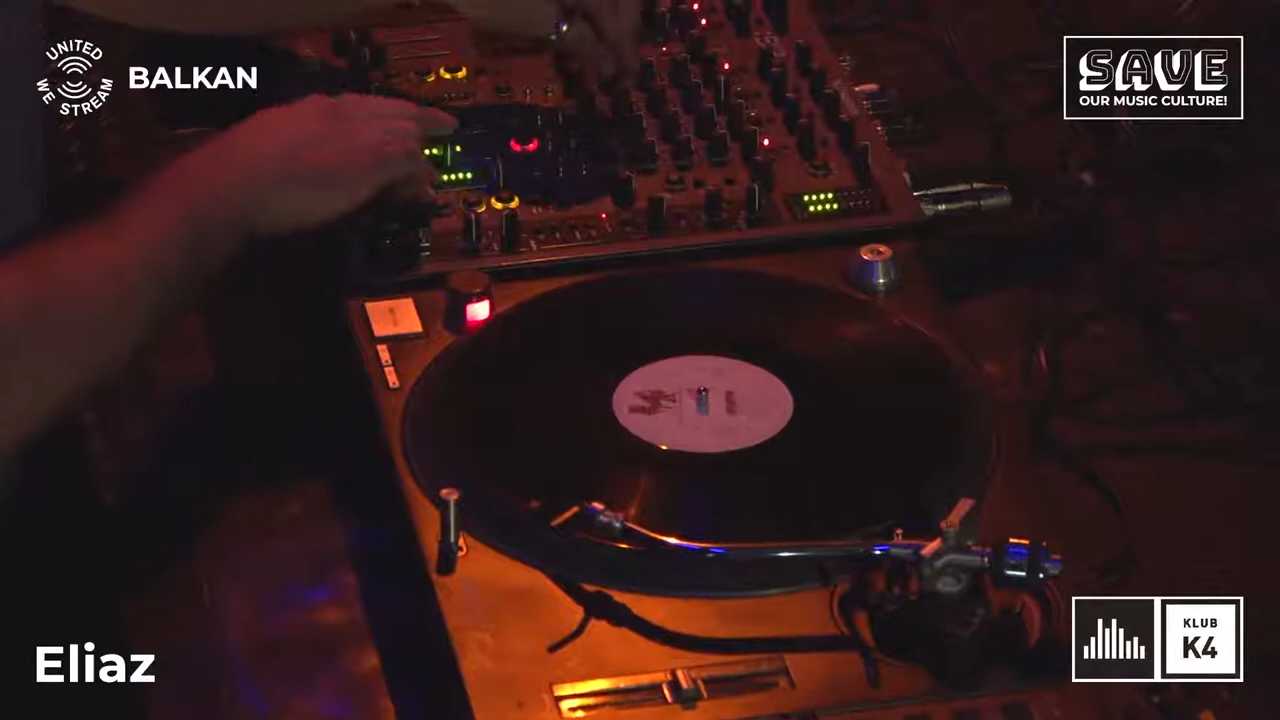 UNITED
WE STREAM
BALKAN
SAVE
OUR MUSIC CULTURE!
Eliaz
KLUB
K4